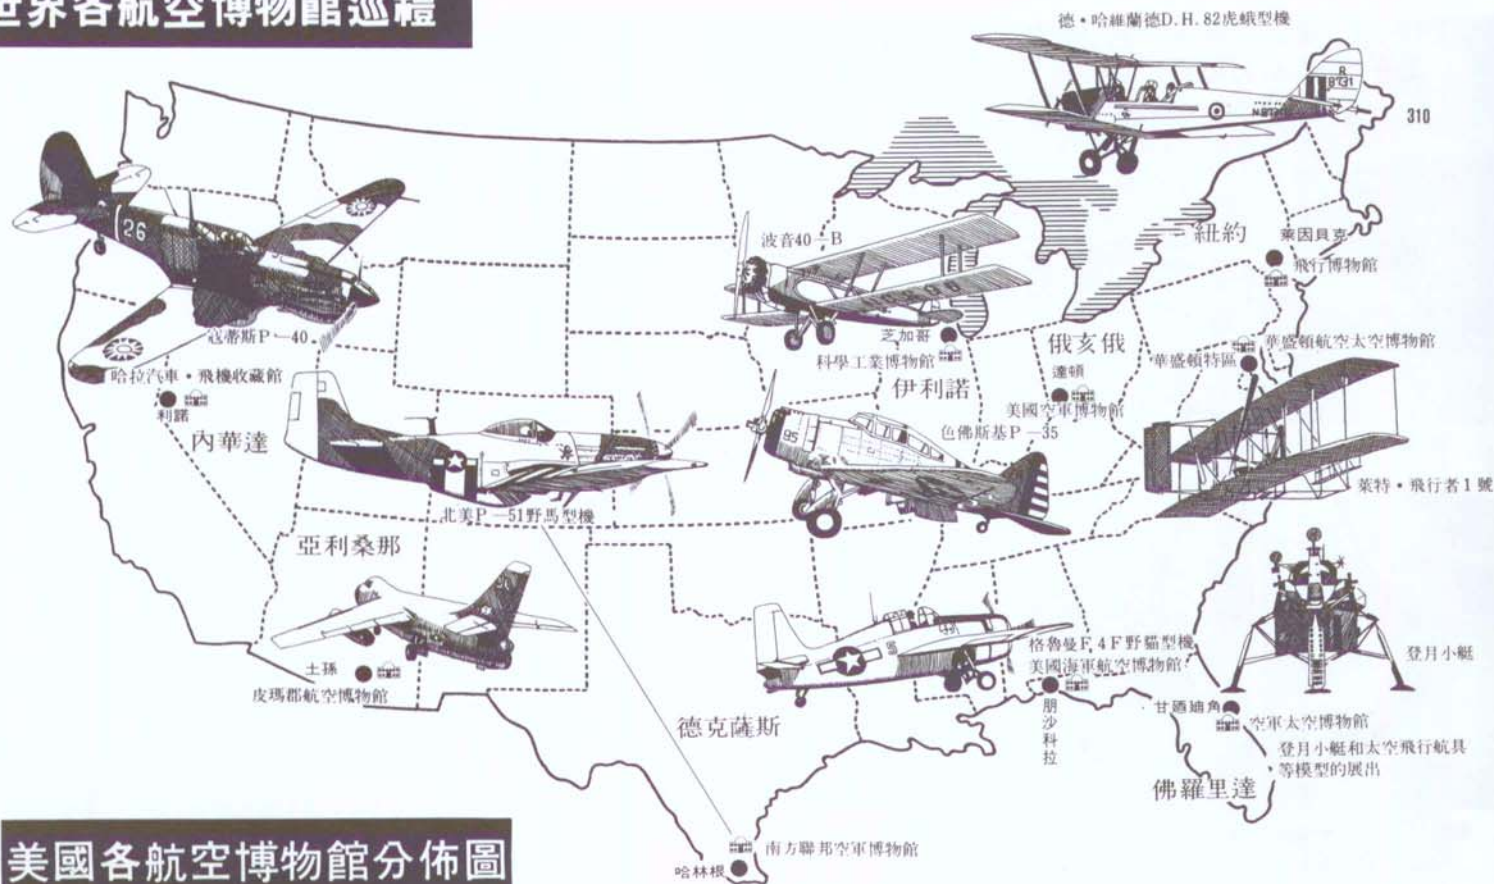 世界各航空博物館巡禮
德・哈維蘭德D.H.82虎蛾型機
310
26
波音40－B
紐約
萊因貝克
飛行博物館
寇蒂斯P－40
芝加哥
科學工業博物館
俄亥俄
達頓
美國空軍博物館
華盛頓航空太空博物館
華盛頓特區
哈拉汽車・飛機收藏館
利諾
內華達
伊利諾
色佛斯基P－35
95
萊特・飛行者1號
北美P－51野馬型機
亞利桑那
土孫
皮瑪郡航空博物館
格魯曼F4F野貓型機
美國海軍航空博物館
朋沙科拉
登月小艇
甘迺廸角
空軍太空博物館
登月小艇和太空飛行航具
等模型的展出
德克薩斯
佛羅里達
南方聯邦空軍博物館
哈林根
美國各航空博物館分佈圖